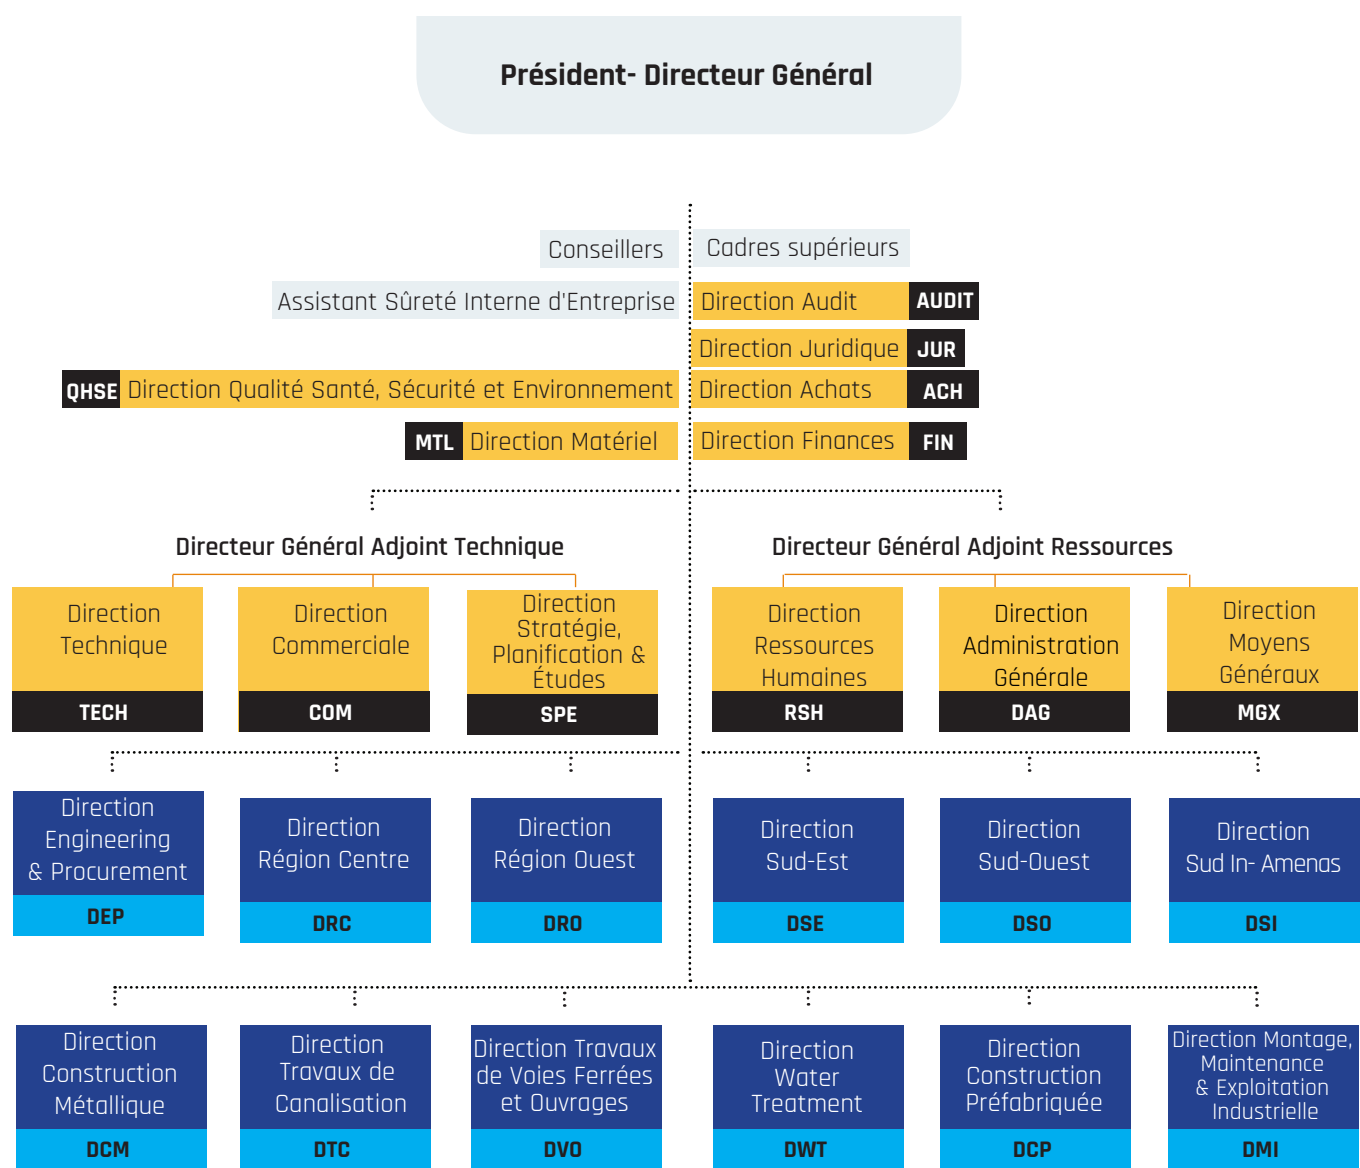 Président- Directeur Général
Conseillers
Cadres supérieurs
Assistant Sûreté Interne d'Entreprise
Direction Audit
AUDIT
Direction Juridique
JUR
QHSE
Direction Qualité Santé, Sécurité et Environnement
Direction Achats
ACH
MTL
Direction Matériel
Direction Finances
FIN
Directeur Général Adjoint Technique
Directeur Général Adjoint Ressources
Direction
Technique
TECH
Direction
Commerciale
COM
Direction
Stratégie,
Planification &
Études
SPE
Direction
Ressources
Humaines
RSH
Direction
Administration
Générale
DAG
Direction
Moyens
Généraux
MGX
Direction
Engineering
& Procurement
DEP
Direction
Région Centre
DRC
Direction
Région Ouest
DRO
Direction
Sud-Est
DSE
Direction
Sud-Ouest
DSO
Direction
Sud In- Amenas
DSI
Direction
Construction
Métallique
DCM
Direction
Travaux de
Canalisation
DTC
Direction Travaux
de Voies Ferrées
et Ouvrages
DVO
Direction
Water
Treatment
DWT
Direction
Construction
Préfabriquée
DCP
Direction Montage,
Maintenance
& Exploitation
Industrielle
DMI